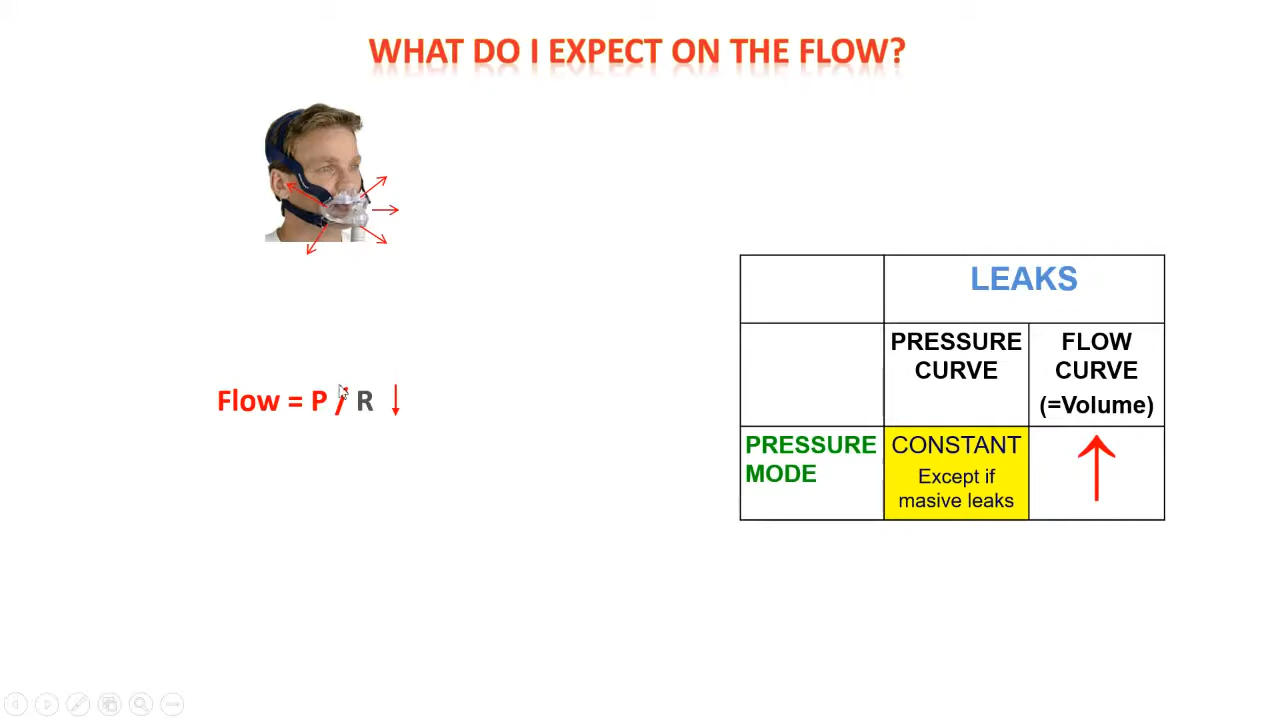 WHAT DO I EXPECT ON THE FLOW?
Flow = P / R ↓
LEAKS
PRESSURE CURVE
FLOW CURVE
(=Volume)
PRESSURE MODE
CONSTANT
Except if
masive leaks